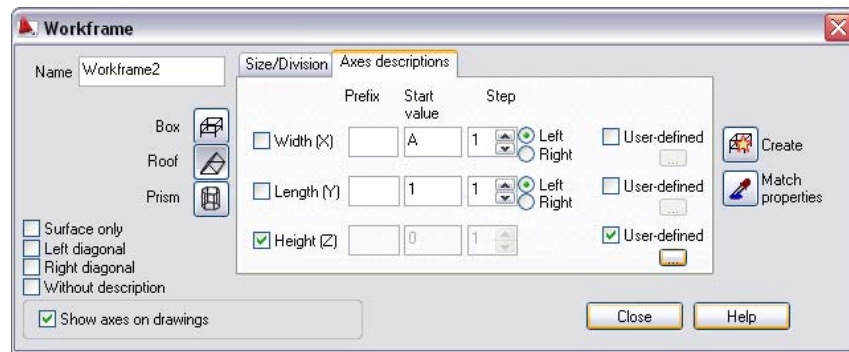 Workframe
Name Workframe2
Size/Division Axes descriptions
Prefix Start value Step
Box
Roof
Prism
Width (X) A 1 Left Right User-defined ...
Length (Y) 1 1 Left Right User-defined ...
Height (Z) 0 1 User-defined ...
Create
Match properties
Surface only
Left diagonal
Right diagonal
Without description
Show axes on drawings
Close Help